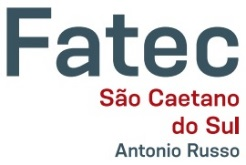 Fatec
São Caetano
do Sul
Antonio Russo